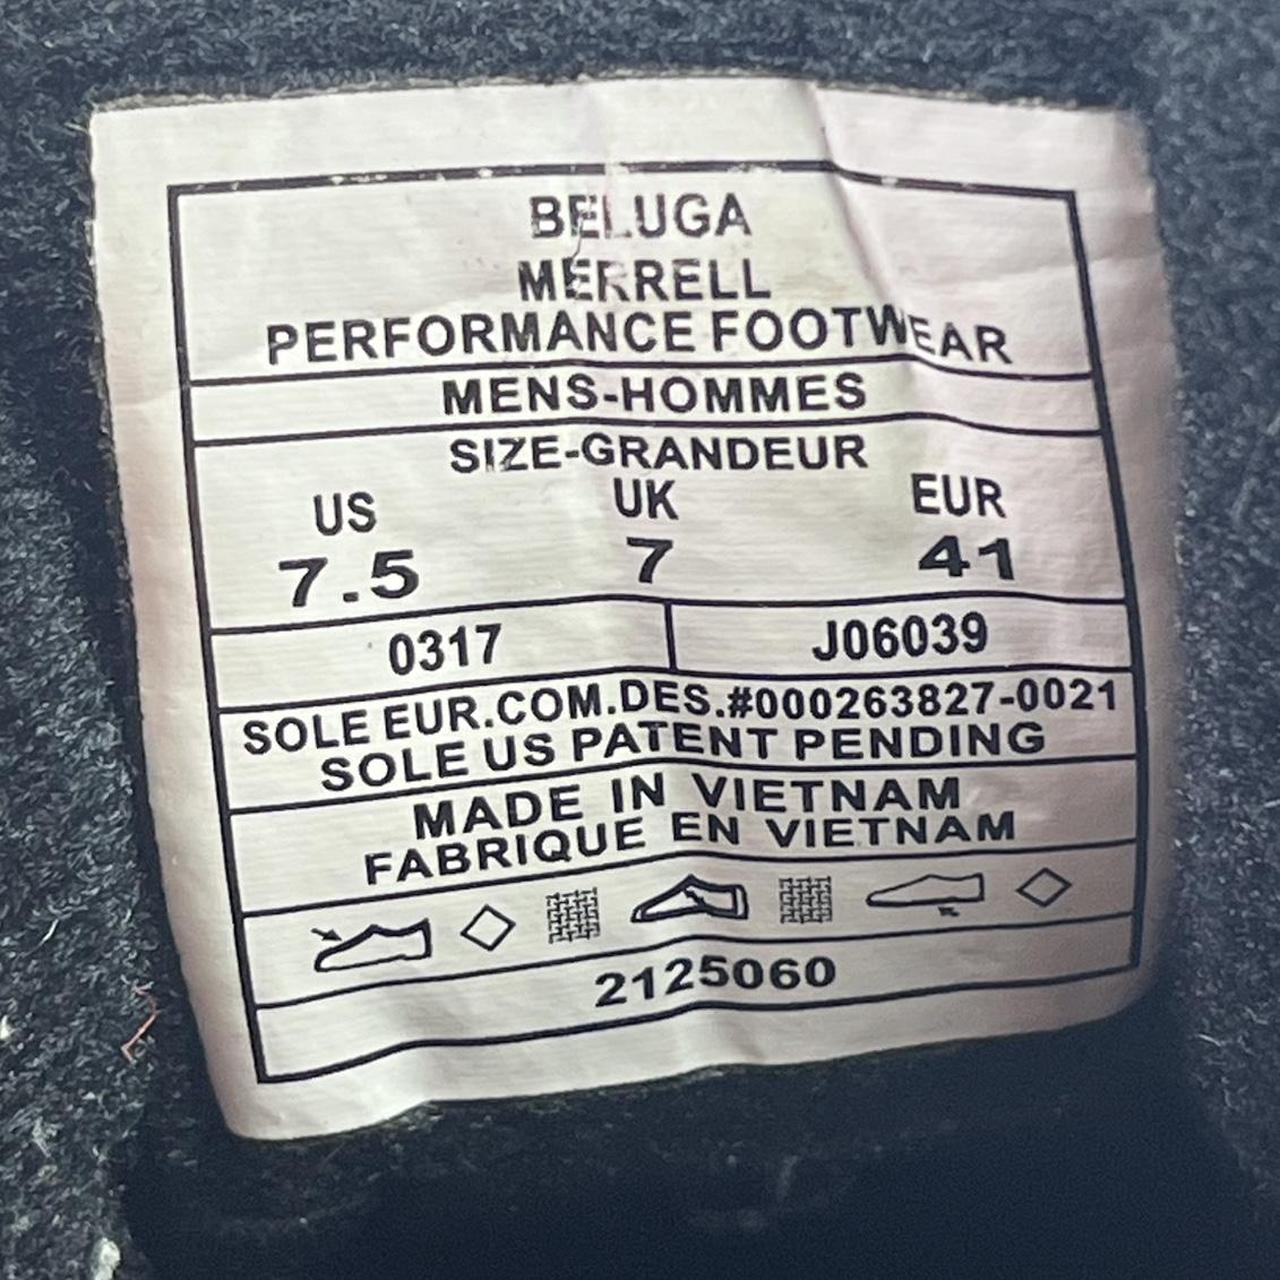 BELUGA
MERRELL
PERFORMANCE FOOTWEAR
MENS-HOMMES
SIZE-GRANDEUR
US UK EUR
7.5 7 41
0317 J06039
SOLE EUR.COM.DES.#000263827-0021
SOLE US PATENT PENDING
MADE IN VIETNAM
FABRIQUE EN VIETNAM
2125060